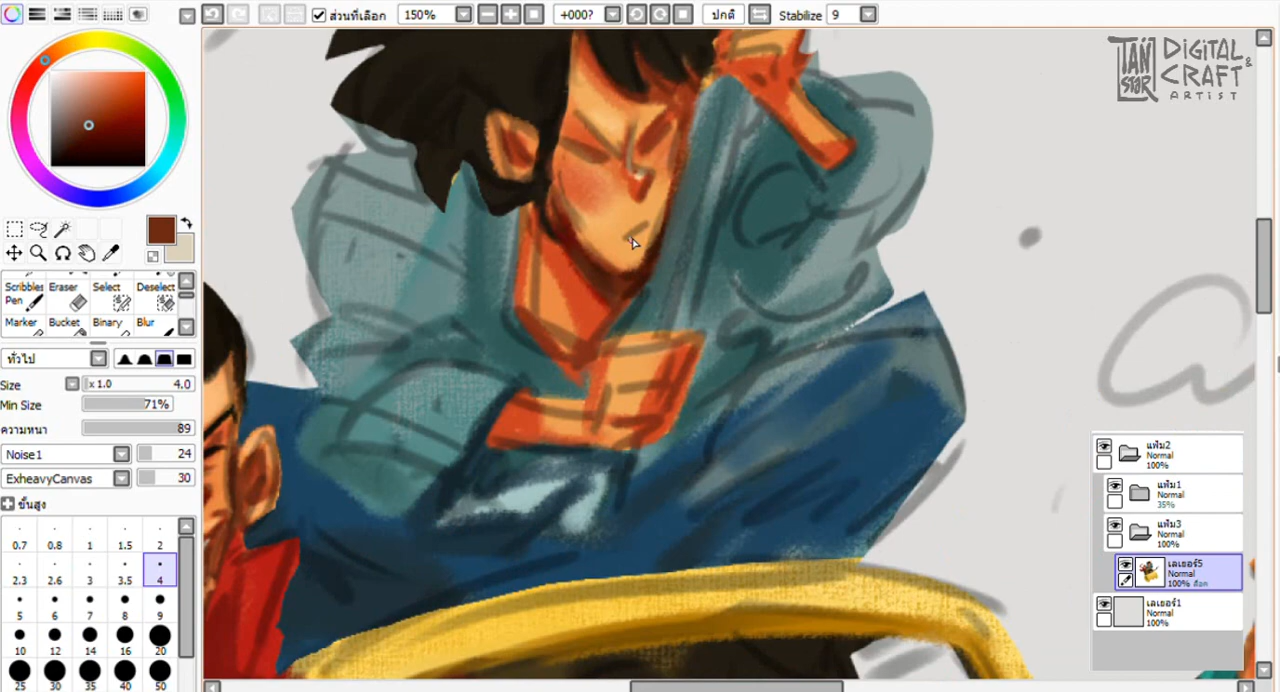 ส่วนที่เลือก 150% +000? ปกติ Stabilize 9
TAN STAR DIGITAL & CRAFT ARTIST
Scribbles Pen Eraser Select Deselect
Marker Bucket Binary Blur
ทั่วไป
Size x 1.0 4.0
Min Size 71%
ความหนา 89
Noise1 24
ExheavyCanvas 30
ขั้นสูง
0.7 0.8 1 1.5 2
2.3 2.6 3 3.5 4
5 6 7 8 9
10 12 14 16 20
25 30 35 40 50
แฟ้ม2
Normal
100%
แฟ้ม1
Normal
35%
แฟ้ม3
Normal
100%
เลเยอร์5
Normal
100% ล็อก
เลเยอร์1
Normal
100%